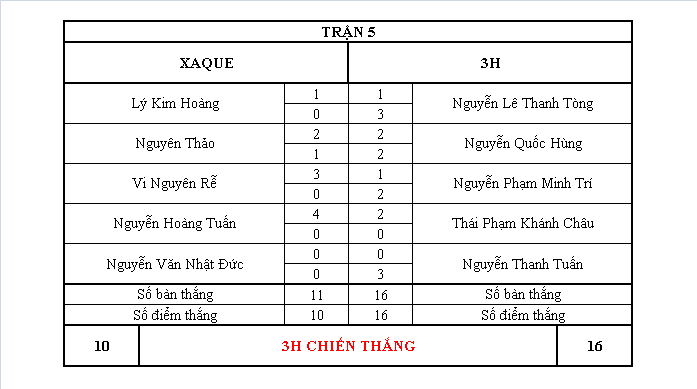 TRẬN 5
XAQUE 3H
Lý Kim Hoàng 1 1 Nguyễn Lê Thanh Tòng
0 3
Nguyên Thảo 2 2 Nguyễn Quốc Hùng
1 2
Vi Nguyên Rễ 3 1 Nguyễn Phạm Minh Trí
0 2
Nguyễn Hoàng Tuấn 4 2 Thái Phạm Khánh Châu
0 0
Nguyễn Văn Nhật Đức 0 0 Nguyễn Thanh Tuấn
0 3
Số bàn thắng 11 16 Số bàn thắng
Số điểm thắng 10 16 Số điểm thắng
10 3H CHIẾN THẮNG 16